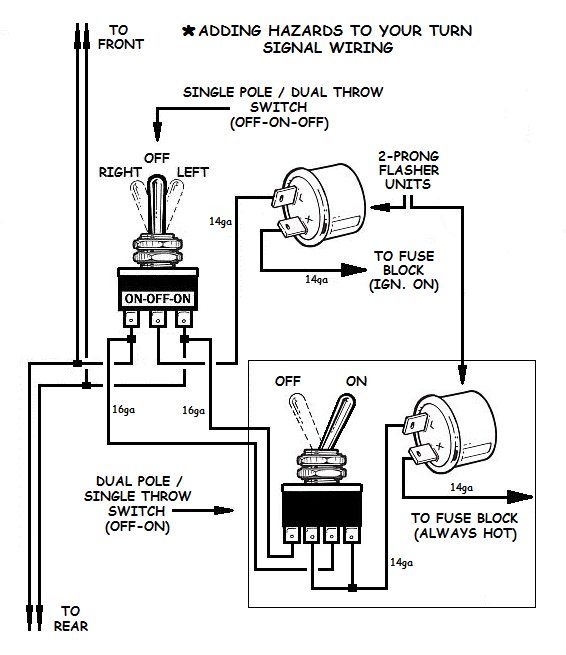 TO
FRONT
*ADDING HAZARDS TO YOUR TURN
SIGNAL WIRING
SINGLE POLE / DUAL THROW
SWITCH
(OFF-ON-OFF)
OFF
RIGHT
LEFT
2-PRONG
FLASHER
UNITS
L
X
14ga
14ga
TO FUSE
BLOCK
(IGN. ON)
ON-OFF-ON
OFF
ON
16ga
16ga
L
X
14ga
DUAL POLE /
SINGLE THROW
SWITCH
(OFF-ON)
TO FUSE BLOCK
(ALWAYS HOT)
14ga
TO
REAR